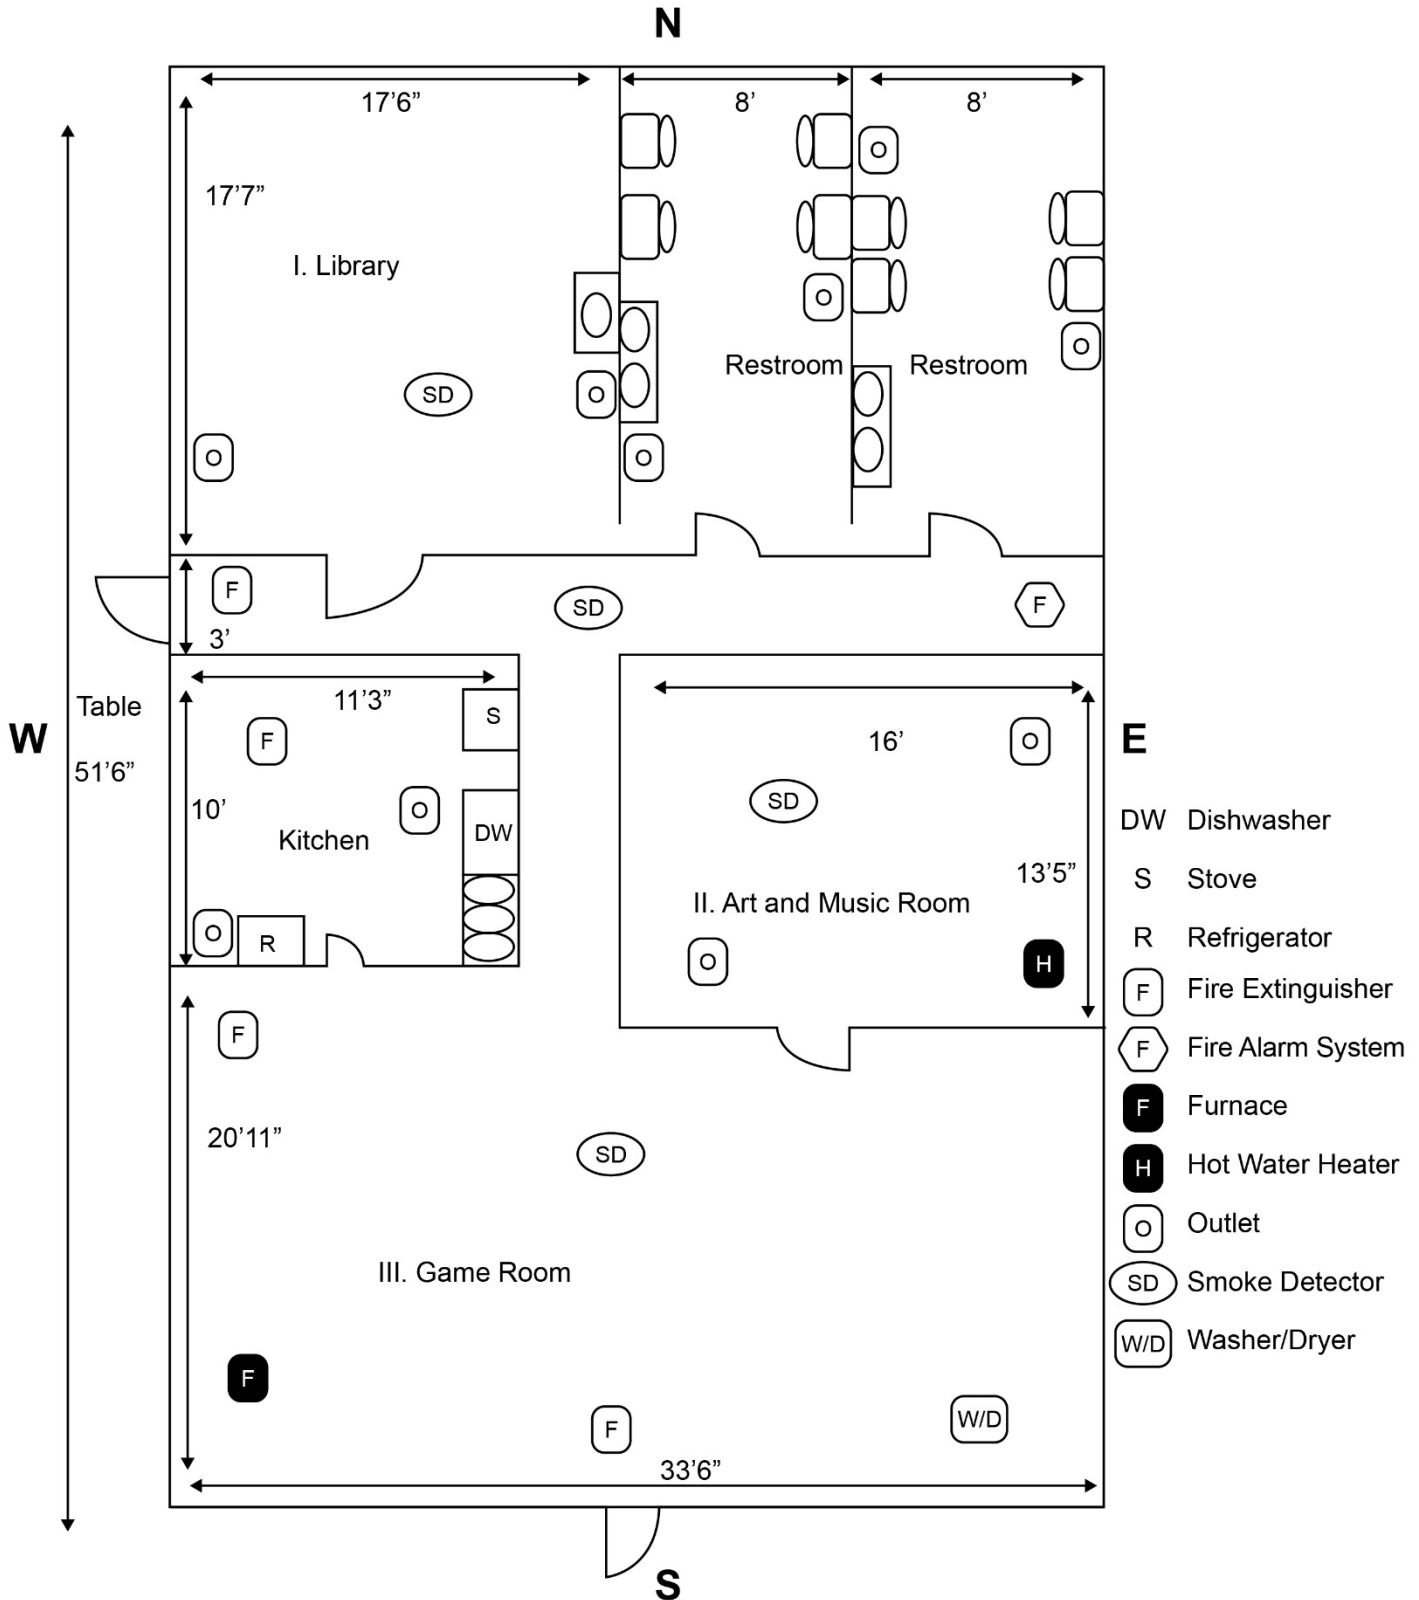 N
17’6”
8’
8’
O
17’7”
I. Library
O
Restroom
Restroom
O
SD
O
O
O
F
SD
F
3’
11’3”
Table
S
W
F
16’
O
E
51’6”
SD
10’
O
DW
Kitchen
DW Dishwasher
13’5”
S Stove
II. Art and Music Room
O
R
R Refrigerator
O
H
F Fire Extinguisher
F
F Fire Alarm System
F Furnace
20’11”
SD
H Hot Water Heater
O Outlet
III. Game Room
SD Smoke Detector
W/D Washer/Dryer
F
F
W/D
33’6”
S